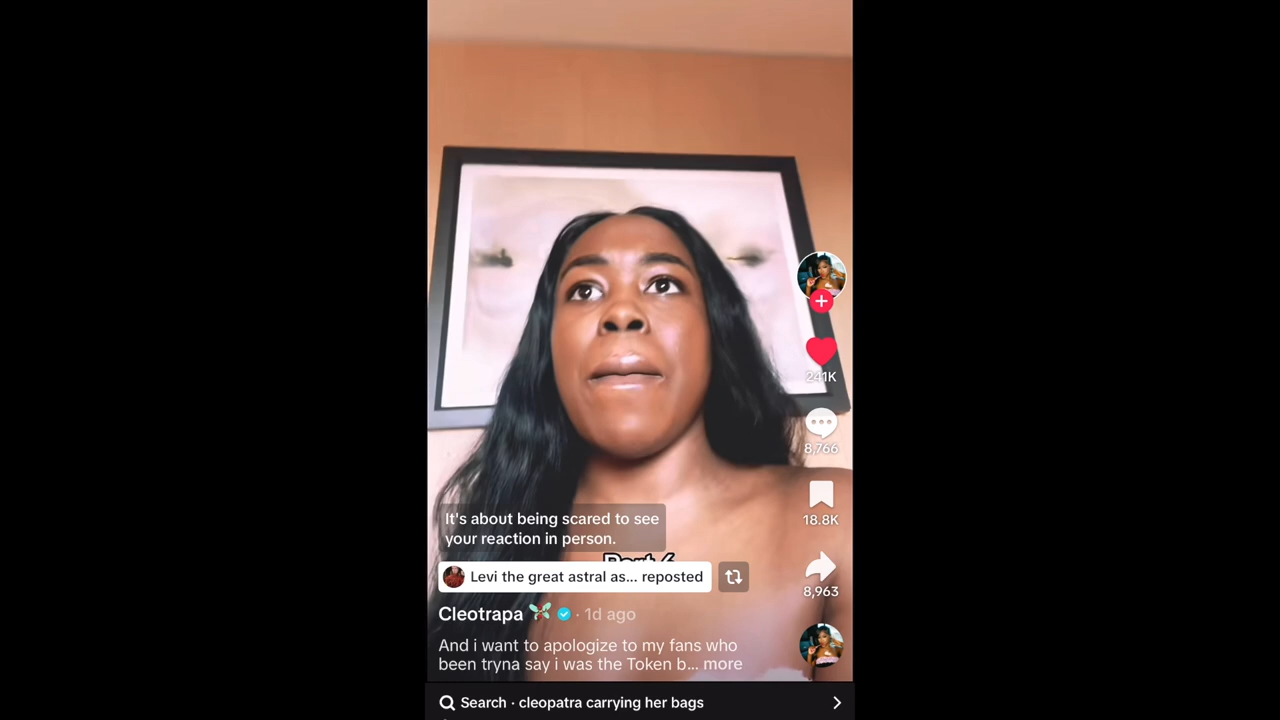 241K
8,766
18.8K
8,963
It's about being scared to see
your reaction in person.
Part 6
Levi the great astral as... reposted
Cleotrapa · 1d ago
And i want to apologize to my fans who
been tryna say i was the Token b... more
Search · cleopatra carrying her bags